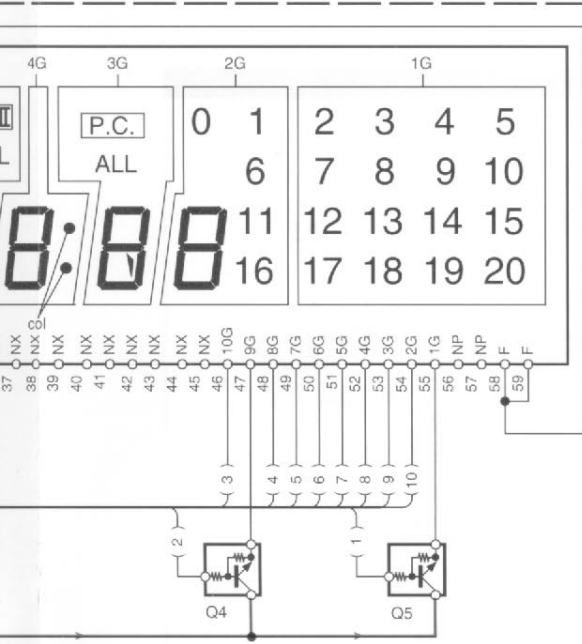 4G 3G 2G 1G
P.C. 0 1 2 3 4 5
ALL 6 7 8 9 10
8 : 8 8 11 12 13 14 15
16 17 18 19 20
col
NX NX NX NX NX NX NX NX NX 10G 9G 8G 7G 6G 5G 4G 3G 2G 1G NP NP F F
37 38 39 40 41 42 43 44 45 46 47 48 49 50 51 52 53 54 55 56 57 58 59
3 4 5 6 7 8 9 10
2 1
Q4 Q5